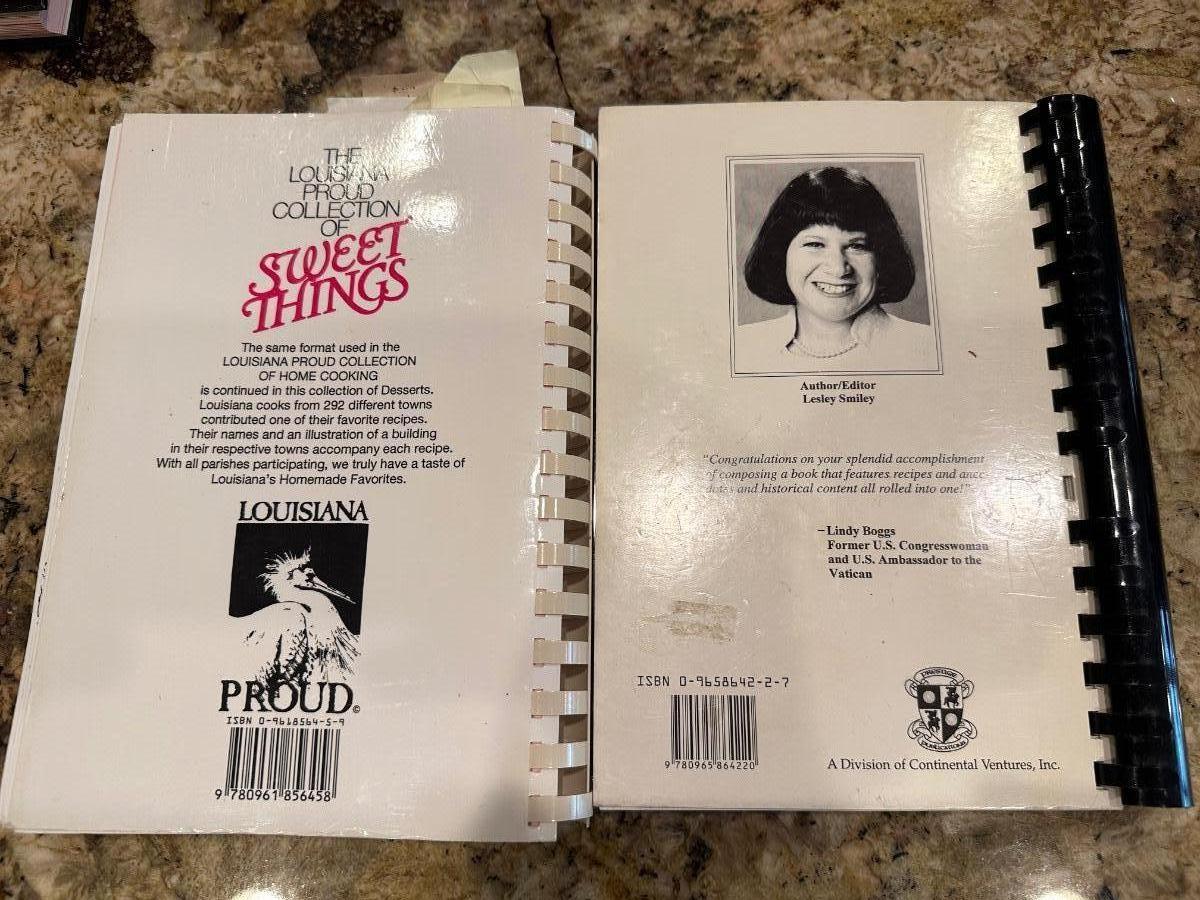 THE
LOUISIANA
PROUD
COLLECTION
OF
SWEET
THINGS
The same format used in the
LOUISIANA PROUD COLLECTION
OF HOME COOKING
is continued in this collection of Desserts.
Louisiana cooks from 292 different towns
contributed one of their favorite recipes.
Their names and an illustration of a building
in their respective towns accompany each recipe.
With all parishes participating, we truly have a taste of
Louisiana's Homemade Favorites.
LOUISIANA
PROUD©
ISBN 0-9618564-5-9
9 780961 856458
Author/Editor
Lesley Smiley
"Congratulations on your splendid accomplishment
of composing a book that features recipes and anec
dotes and historical content all rolled into one!"
–Lindy Boggs
Former U.S. Congresswoman
and U.S. Ambassador to the
Vatican
ISBN 0-9658642-2-7
9 780965 864220
PRESTIGE
PUBLICATIONS
A Division of Continental Ventures, Inc.